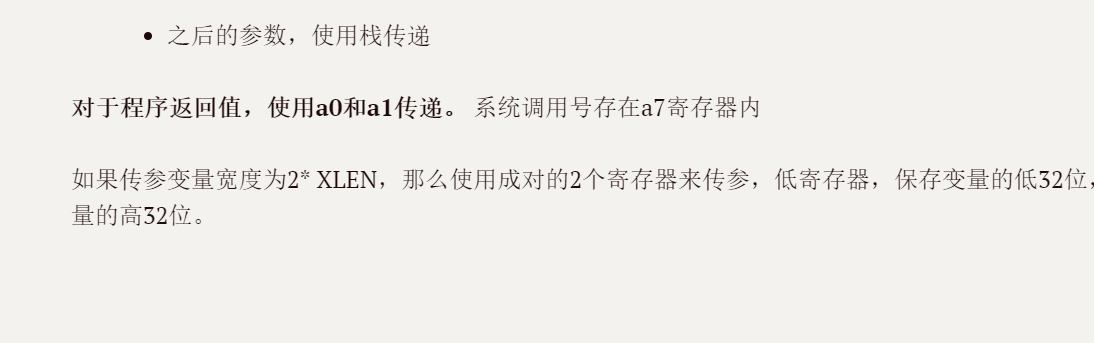 • 之后的参数，使用栈传递
对于程序返回值，使用a0和a1传递。 系统调用号存在a7寄存器内
如果传参变量宽度为2* XLEN，那么使用成对的2个寄存器来传参，低寄存器，保存变量的低32位，
量的高32位。